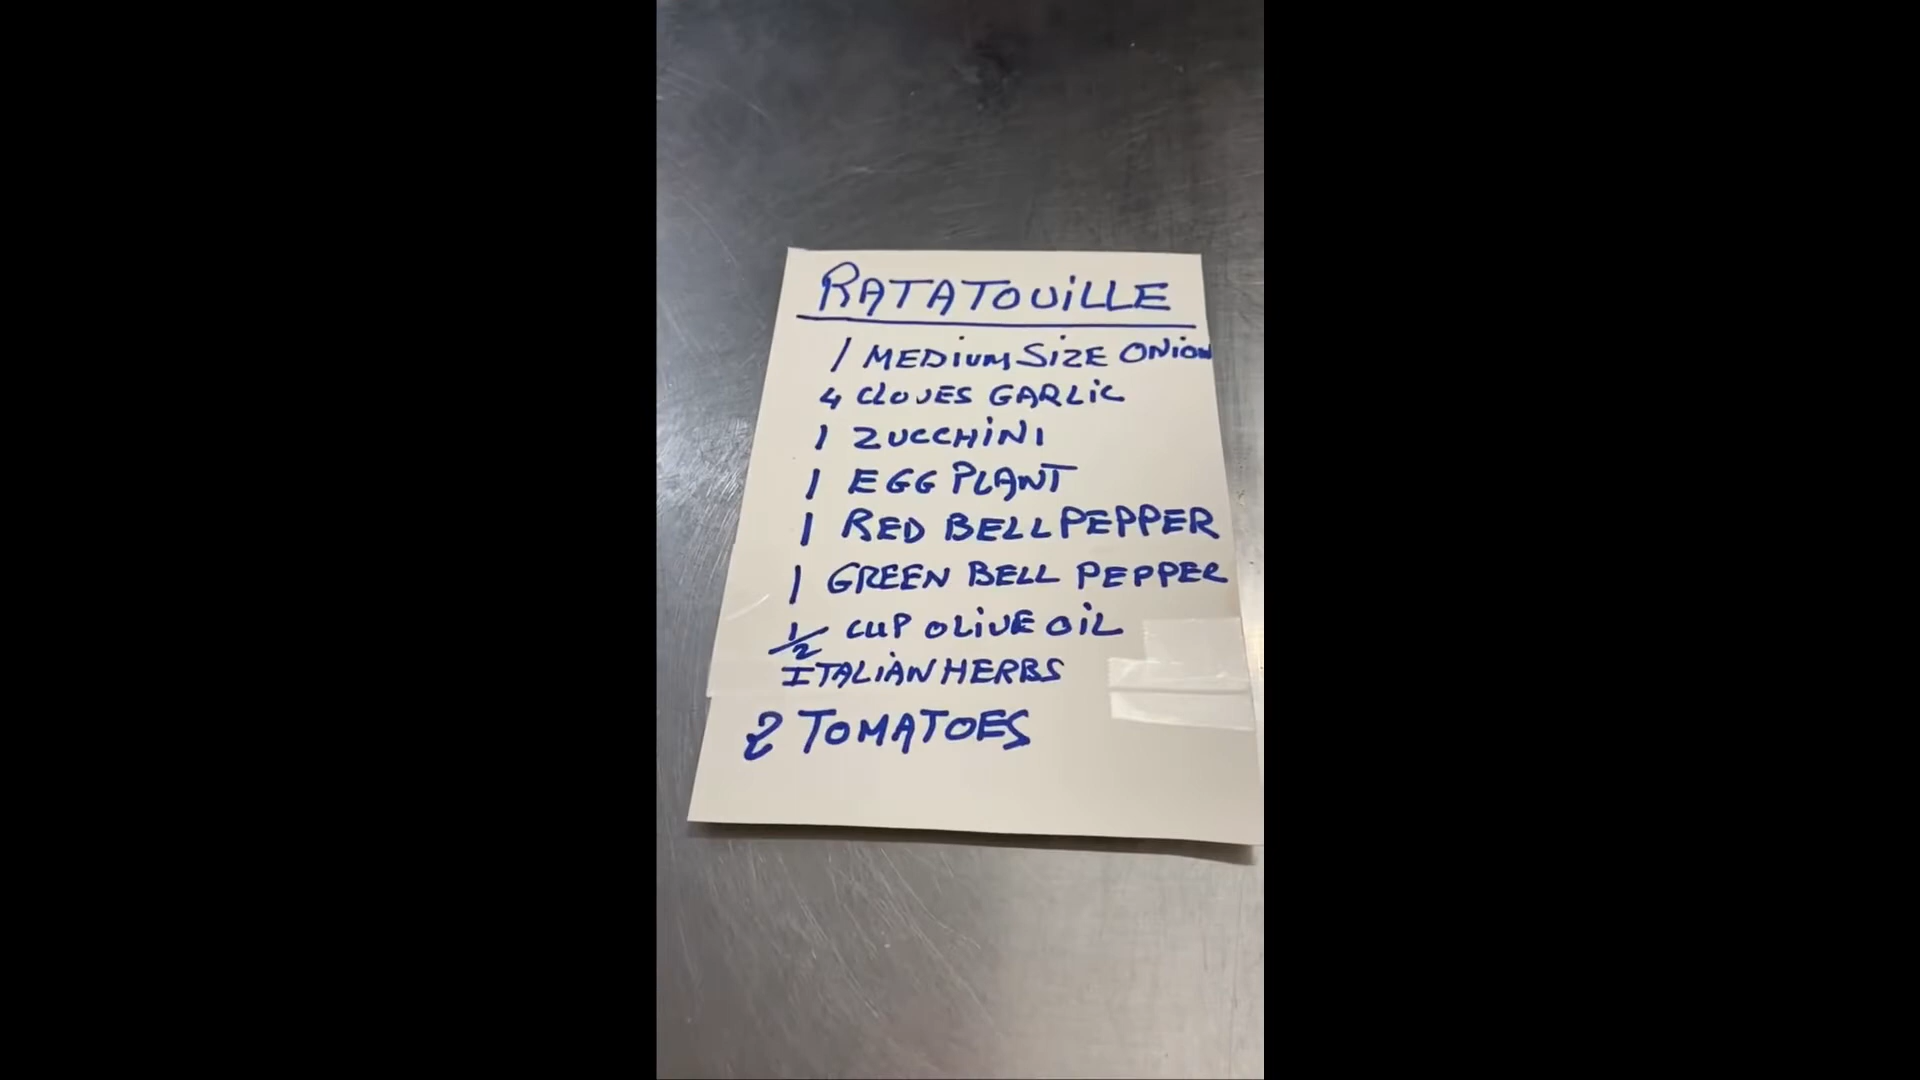 RATATOUiLLE
1 MEDiUM SiZE ONiON
4 CLOVES GARLiC
1 ZUCCHiNI
1 EGG PLANT
1 RED BELL PEPPER
1 GREEN BELL PEPPER
1/2 CUP OLiVE OiL
ITALiAN HERBS
2 TOMATOES